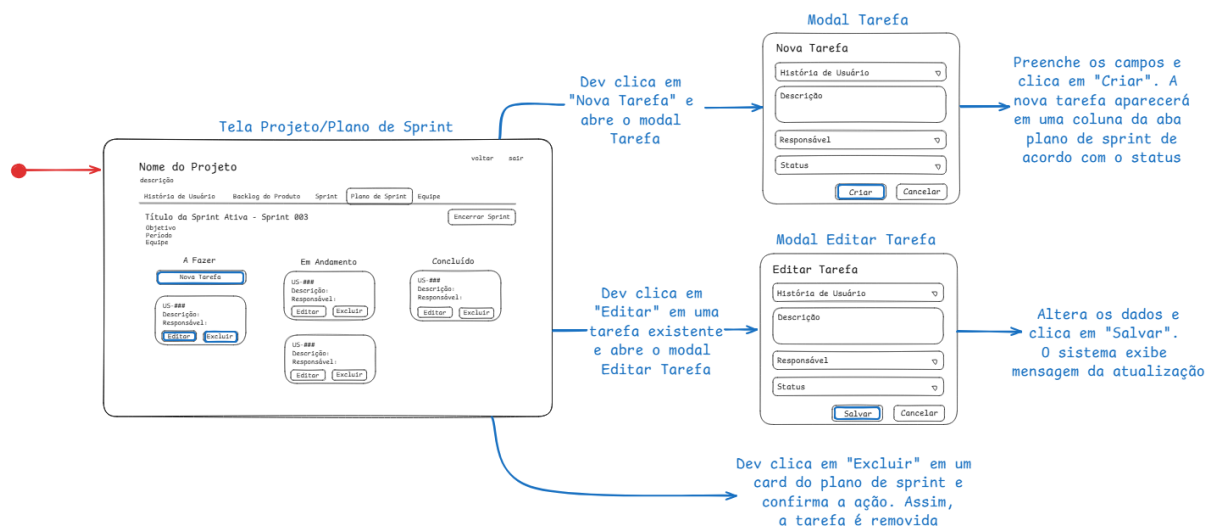 Tela Projeto/Plano de Sprint
voltar sair
Nome do Projeto
descrição
História de Usuário Backlog do Produto Sprint Plano de Sprint Equipe
Título da Sprint Ativa - Sprint 003
Encerrar Sprint
Objetivo
Período
Equipe
A Fazer
Nova Tarefa
US-###
Descrição:
Responsável:
Editar Excluir
Em Andamento
US-###
Descrição:
Responsável:
Editar Excluir
US-###
Descrição:
Responsável:
Editar Excluir
Concluído
US-###
Descrição:
Responsável:
Editar Excluir
Dev clica em
"Nova Tarefa" e
abre o modal
Tarefa
Modal Tarefa
Nova Tarefa
História de Usuário
Descrição
Responsável
Status
Criar Cancelar
Preenche os campos e
clica em "Criar". A
nova tarefa aparecerá
em uma coluna da aba
plano de sprint de
acordo com o status
Dev clica em
"Editar" em uma
tarefa existente
e abre o modal
Editar Tarefa
Modal Editar Tarefa
Editar Tarefa
História de Usuário
Descrição
Responsável
Status
Salvar Cancelar
Altera os dados e
clica em "Salvar".
O sistema exibe
mensagem da atualização
Dev clica em "Excluir" em um
card do plano de sprint e
confirma a ação. Assim,
a tarefa é removida